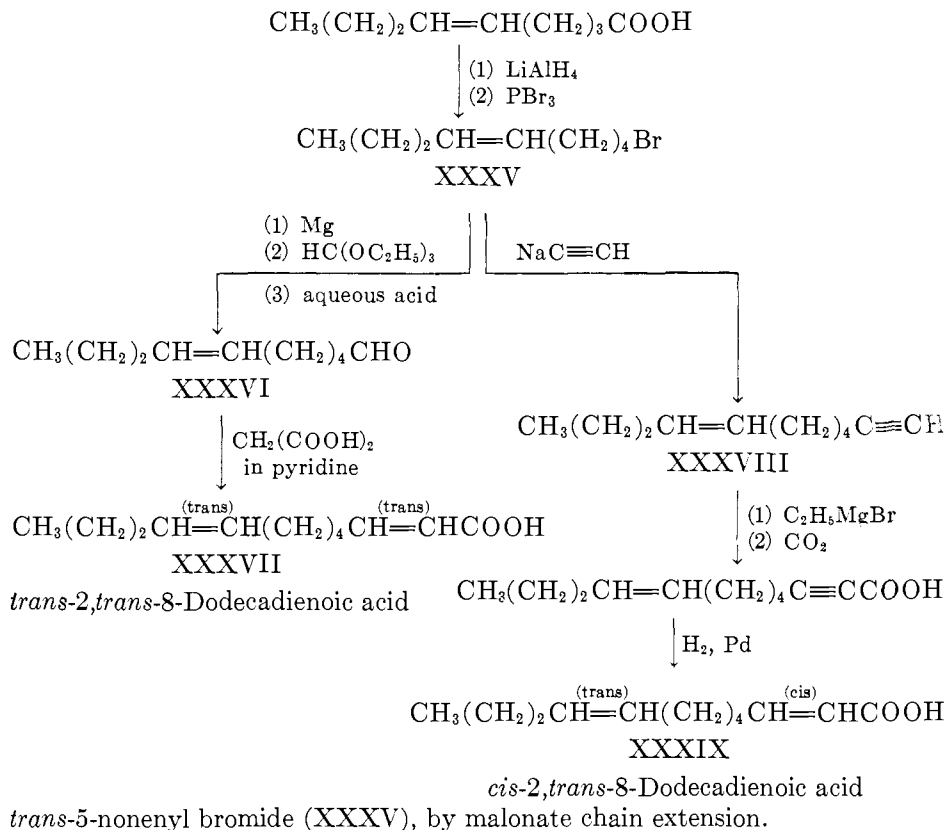 CH₃(CH₂)₂CH=CH(CH₂)₃COOH
(1) LiAlH₄
(2) PBr₃
CH₃(CH₂)₂CH=CH(CH₂)₄Br
XXXV
(1) Mg
(2) HC(OC₂H₅)₃
(3) aqueous acid
NaC≡CH
CH₃(CH₂)₂CH=CH(CH₂)₄CHO
XXXVI
CH₂(COOH)₂
in pyridine
(trans) (trans)
CH₃(CH₂)₂CH=CH(CH₂)₄CH=CHCOOH
XXXVII
trans-2,trans-8-Dodecadienoic acid
CH₃(CH₂)₂CH=CH(CH₂)₄C≡CH
XXXVIII
(1) C₂H₅MgBr
(2) CO₂
CH₃(CH₂)₂CH=CH(CH₂)₄C≡CCOOH
H₂, Pd
(trans) (cis)
CH₃(CH₂)₂CH=CH(CH₂)₄CH=CHCOOH
XXXIX
cis-2,trans-8-Dodecadienoic acid
trans-5-nonenyl bromide (XXXV), by malonate chain extension.